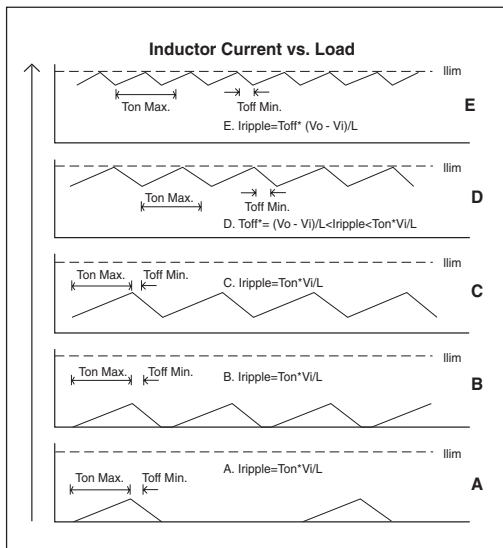 Inductor Current vs. Load
Ilim
Ton Max.
Toff Min.
E
E. Iripple=Toff* (Vo - Vi)/L
Ilim
Ton Max.
Toff Min.
D
D. Toff*= (Vo - Vi)/L<Iripple<Ton*Vi/L
Ilim
Ton Max. Toff Min.
C. Iripple=Ton*Vi/L
C
Ilim
Ton Max. Toff Min.
B. Iripple=Ton*Vi/L
B
Ilim
Ton Max. Toff Min.
A. Iripple=Ton*Vi/L
A